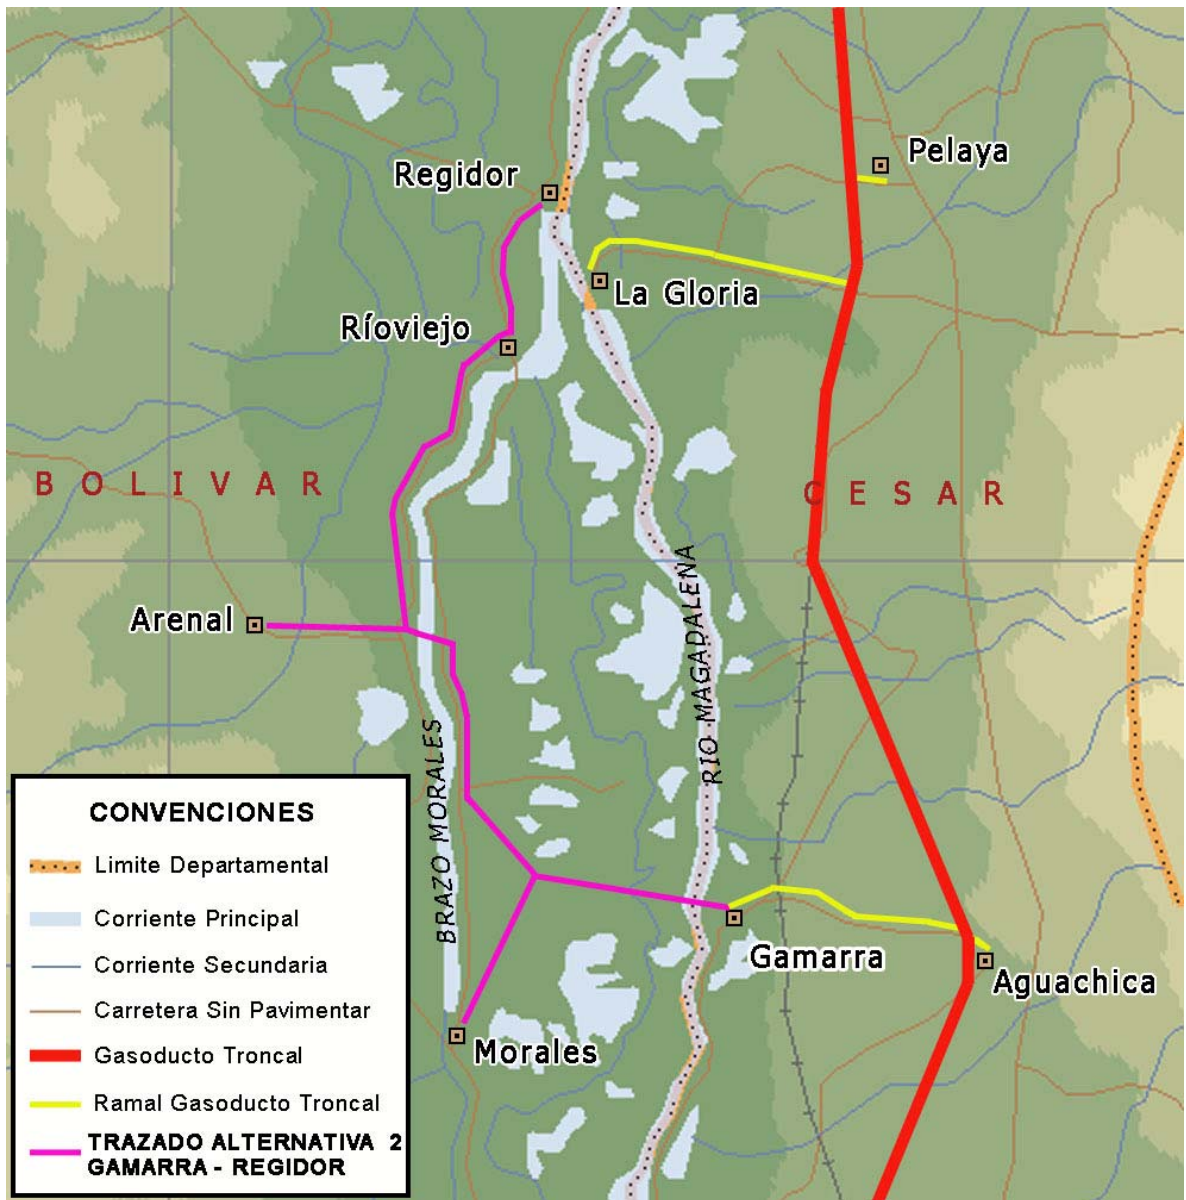 Pelaya
Regidor
La Gloria
Ríoviejo
BOLIVAR
CESAR
RIO MAGADALENA
Arenal
BRAZO MORALES
Gamarra
Aguachica
Morales
CONVENCIONES
Limite Departamental
Corriente Principal
Corriente Secundaria
Carretera Sin Pavimentar
Gasoducto Troncal
Ramal Gasoducto Troncal
TRAZADO ALTERNATIVA 2
GAMARRA - REGIDOR